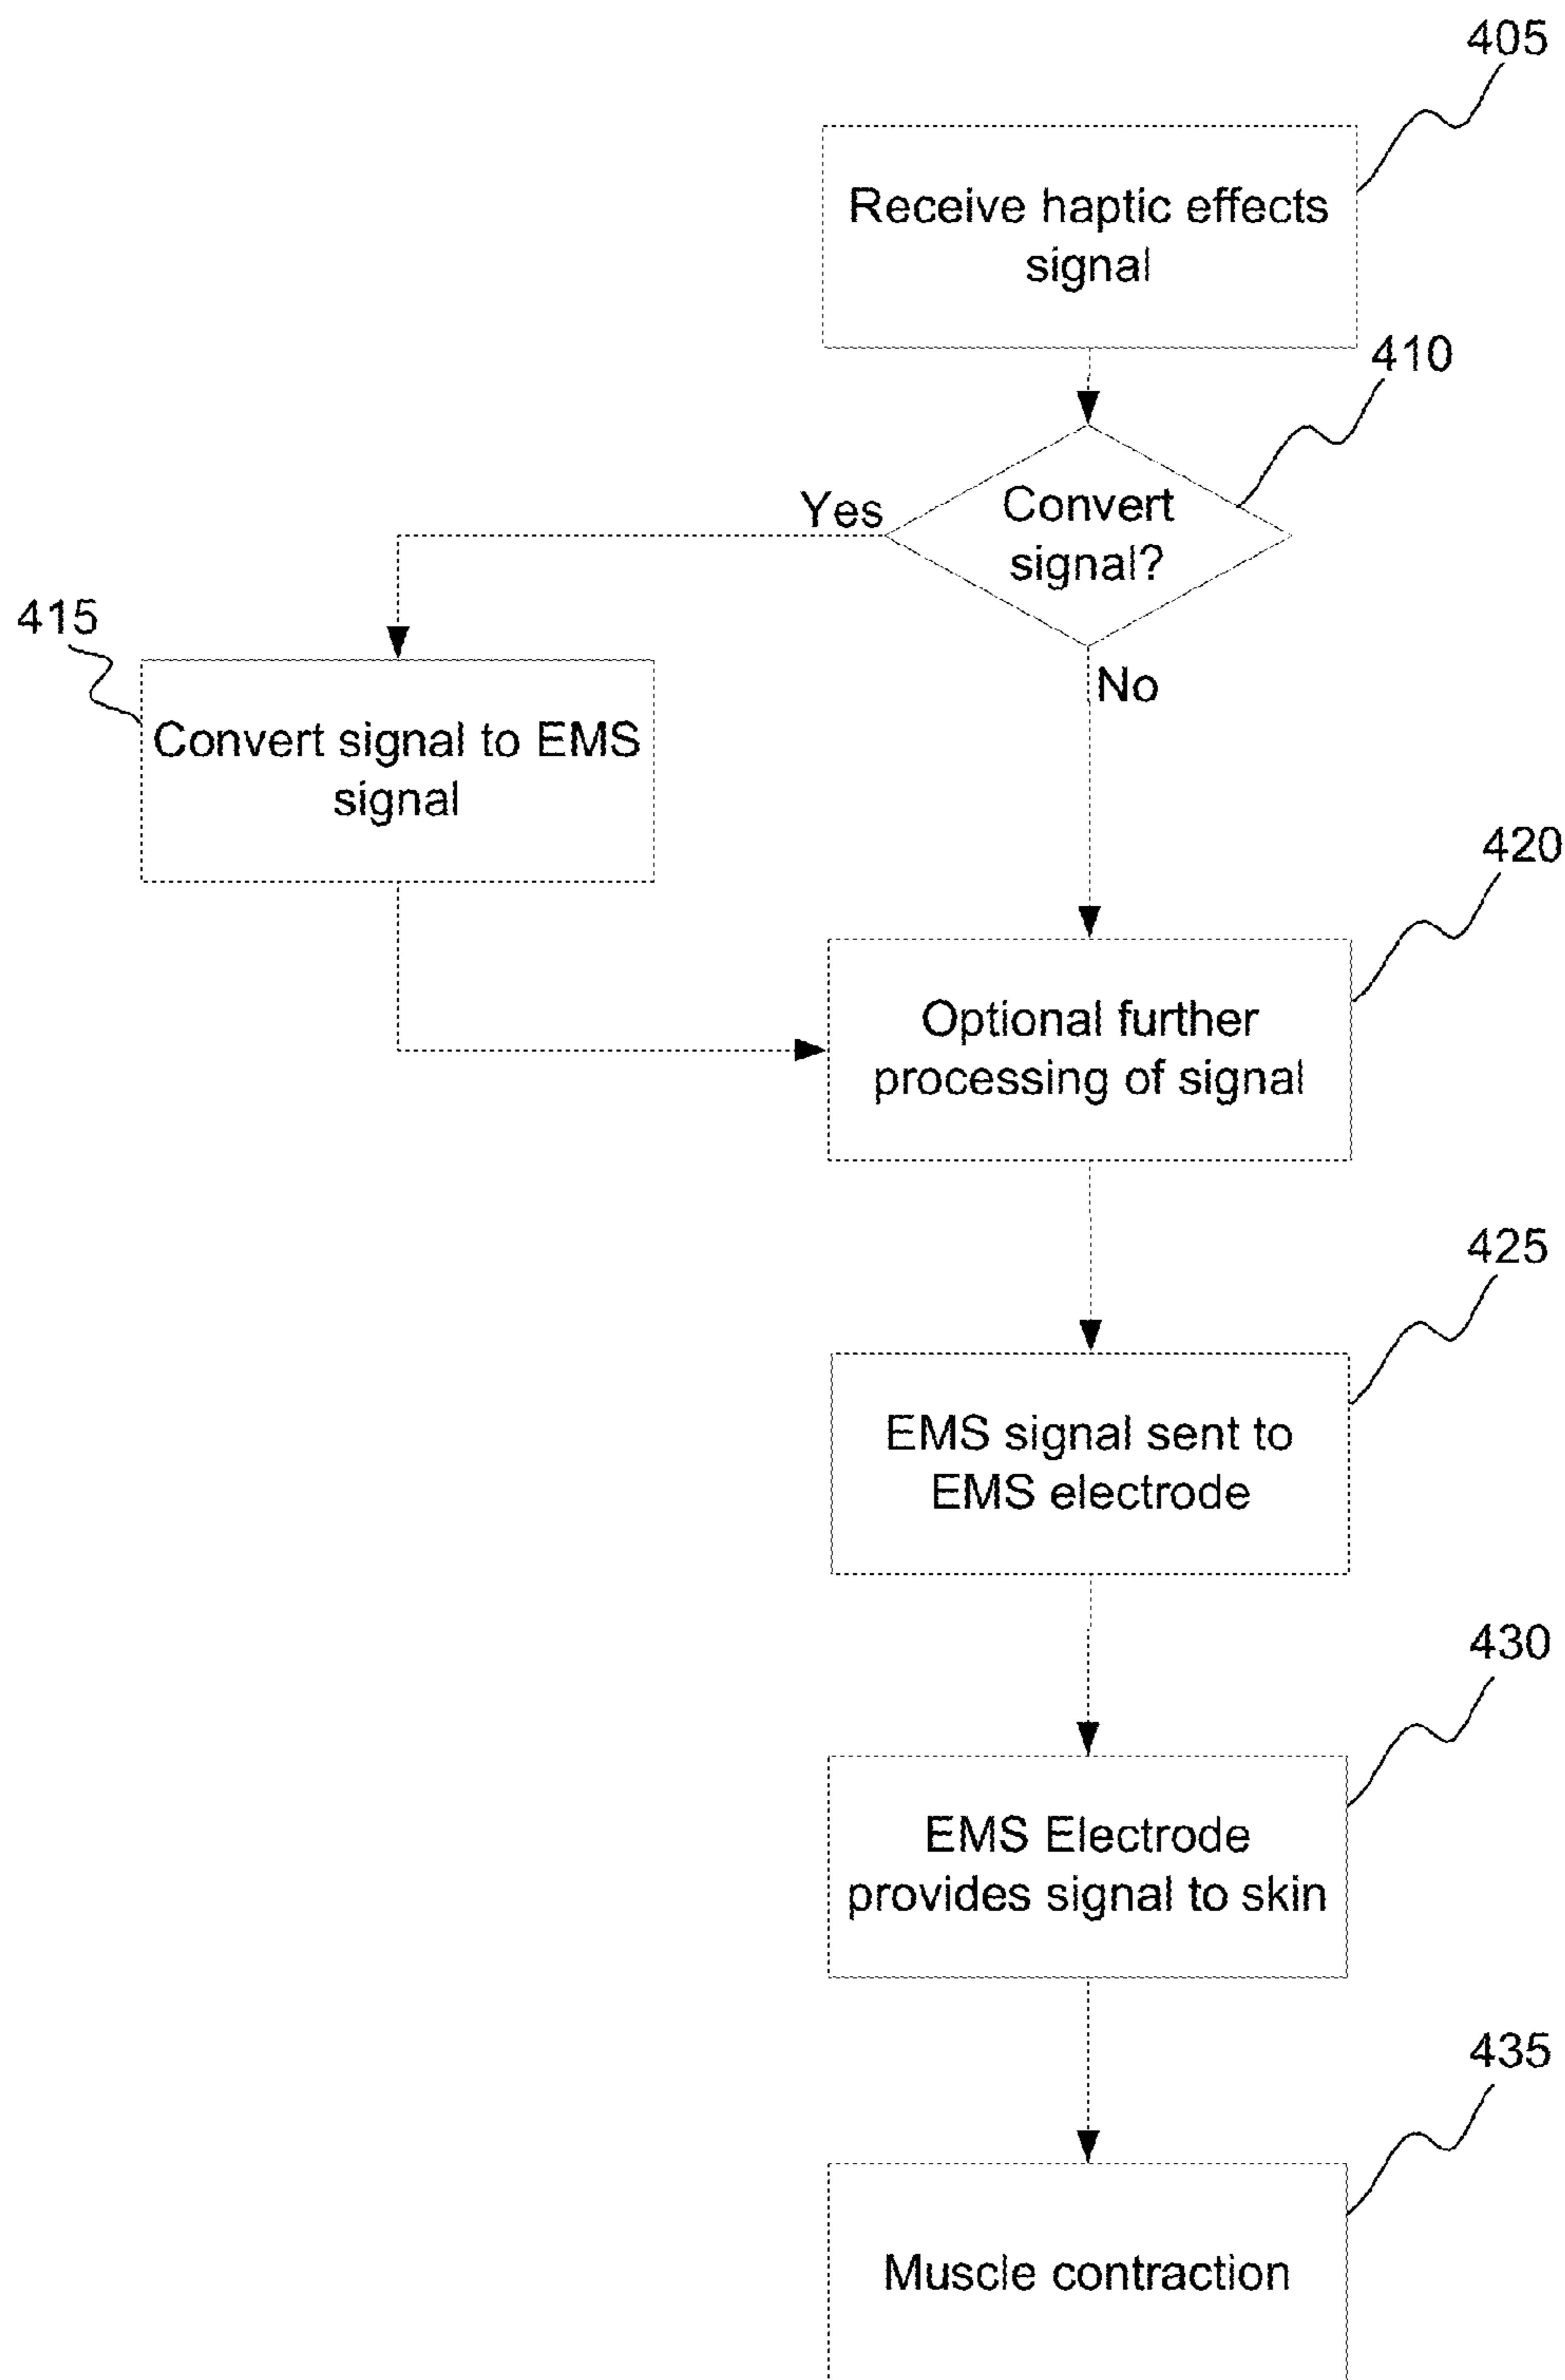 405
Receive haptic effects
signal
410
Convert
signal?
Yes
No
415
Convert signal to EMS
signal
420
Optional further
processing of signal
425
EMS signal sent to
EMS electrode
430
EMS Electrode
provides signal to skin
435
Muscle contraction